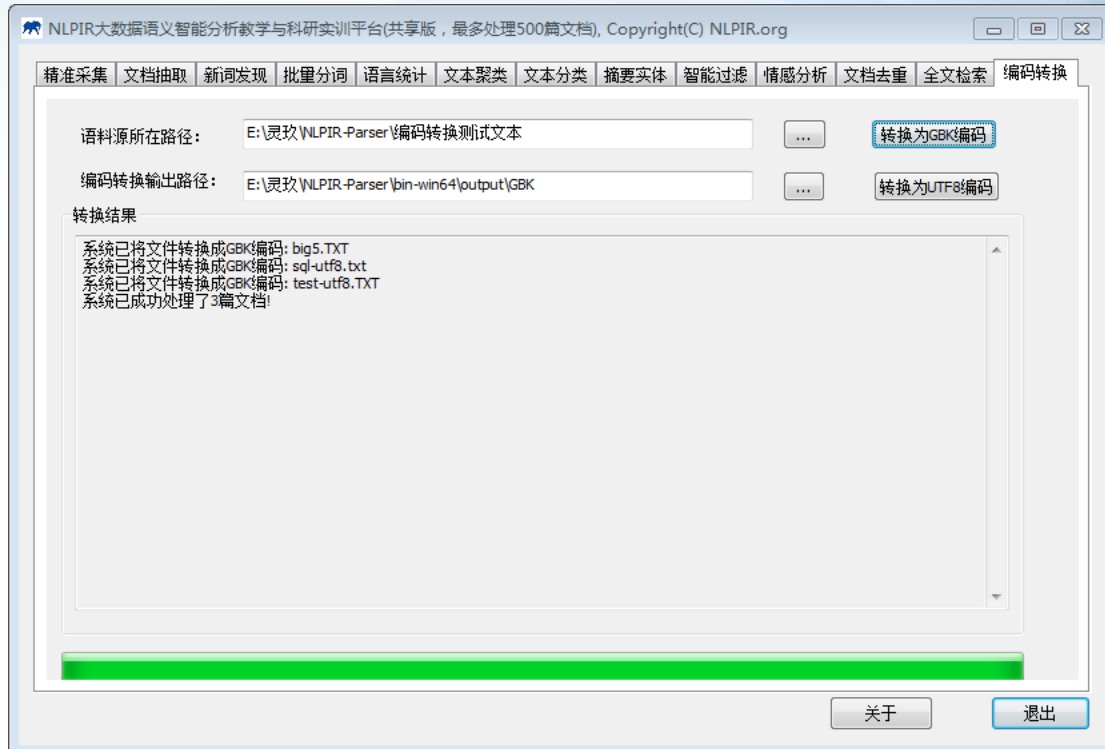 NLPIR大数据语义智能分析教学与科研实训平台(共享版，最多处理500篇文档), Copyright(C) NLPIR.org
精准采集 文档抽取 新词发现 批量分词 语言统计 文本聚类 文本分类 摘要实体 智能过滤 情感分析 文档去重 全文检索 编码转换
语料源所在路径： E:\灵玖\NLPIR-Parser\编码转换测试文本 ... 转换为GBK编码
编码转换输出路径： E:\灵玖\NLPIR-Parser\bin-win64\output\GBK ... 转换为UTF8编码
转换结果
系统已将文件转换成GBK编码: big5.TXT
系统已将文件转换成GBK编码: sql-utf8.txt
系统已将文件转换成GBK编码: test-utf8.TXT
系统已成功处理了3篇文档!
关于 退出